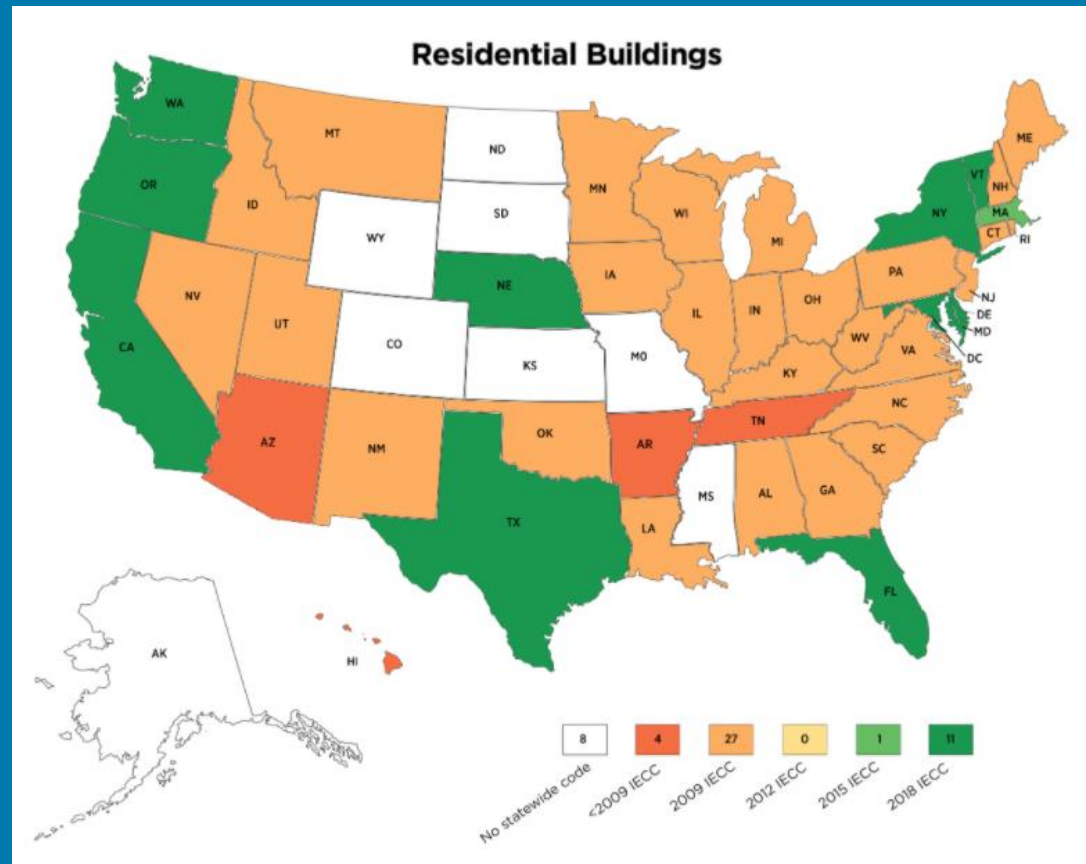 Residential Buildings
WA
MT
ND
ME
OR
MN
VT
NH
ID
SD
WI
NY
MA
WY
MI
CT
RI
IA
PA
NE
NJ
NV
OH
DE
UT
IL
IN
MD
CA
CO
WV
MO
VA
DC
KS
KY
NC
TN
AZ
OK
AR
NM
SC
MS
AL
GA
TX
LA
FL
AK
HI
8
4
27
0
1
11
No statewide code
<2009 IECC
2009 IECC
2012 IECC
2015 IECC
2018 IECC